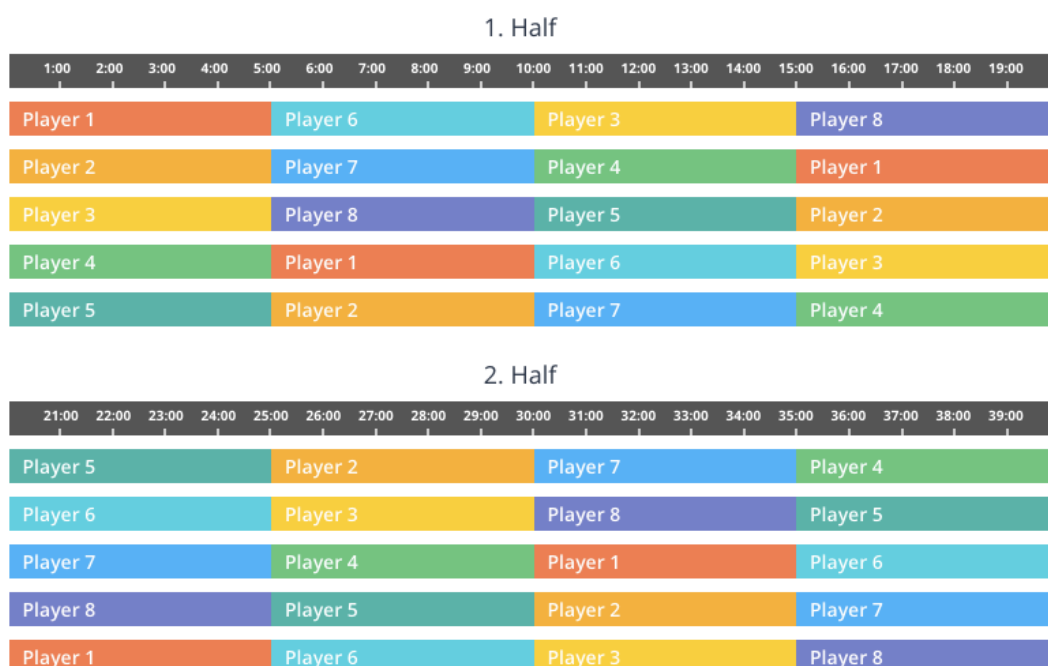 1. Half
1:00 2:00 3:00 4:00 5:00 6:00 7:00 8:00 9:00 10:00 11:00 12:00 13:00 14:00 15:00 16:00 17:00 18:00 19:00
Player 1 Player 6 Player 3 Player 8
Player 2 Player 7 Player 4 Player 1
Player 3 Player 8 Player 5 Player 2
Player 4 Player 1 Player 6 Player 3
Player 5 Player 2 Player 7 Player 4
2. Half
21:00 22:00 23:00 24:00 25:00 26:00 27:00 28:00 29:00 30:00 31:00 32:00 33:00 34:00 35:00 36:00 37:00 38:00 39:00
Player 5 Player 2 Player 7 Player 4
Player 6 Player 3 Player 8 Player 5
Player 7 Player 4 Player 1 Player 6
Player 8 Player 5 Player 2 Player 7
Player 1 Player 6 Player 3 Player 8